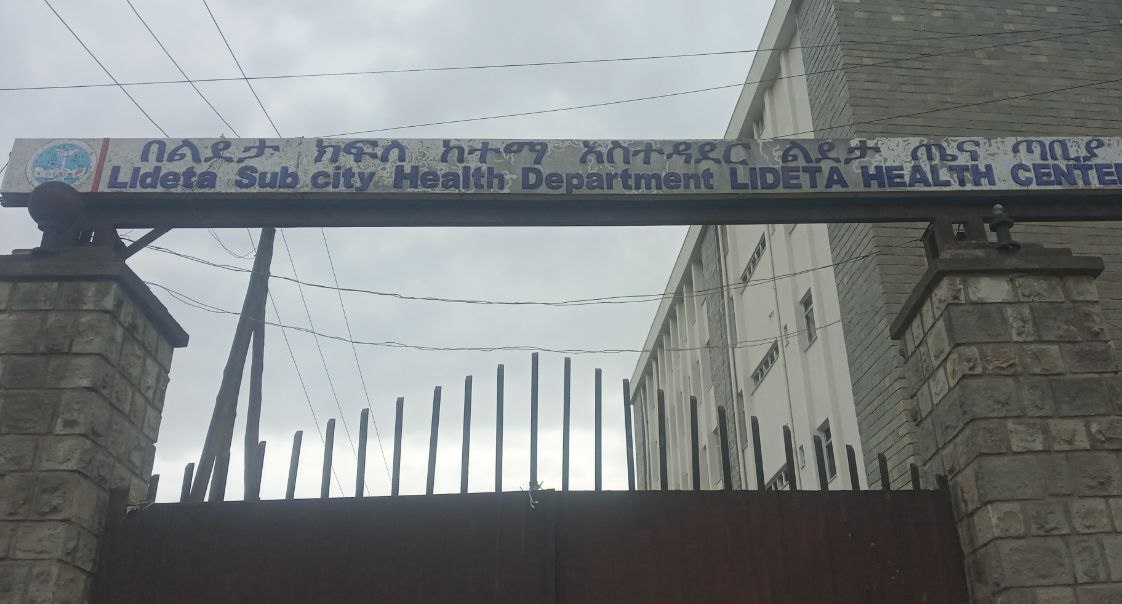 በልደታ ክፍለ ከተማ አስተዳደር ልደታ ጤና ጣቢያ
Lideta Sub city Health Department LIDETA HEALTH CENTER